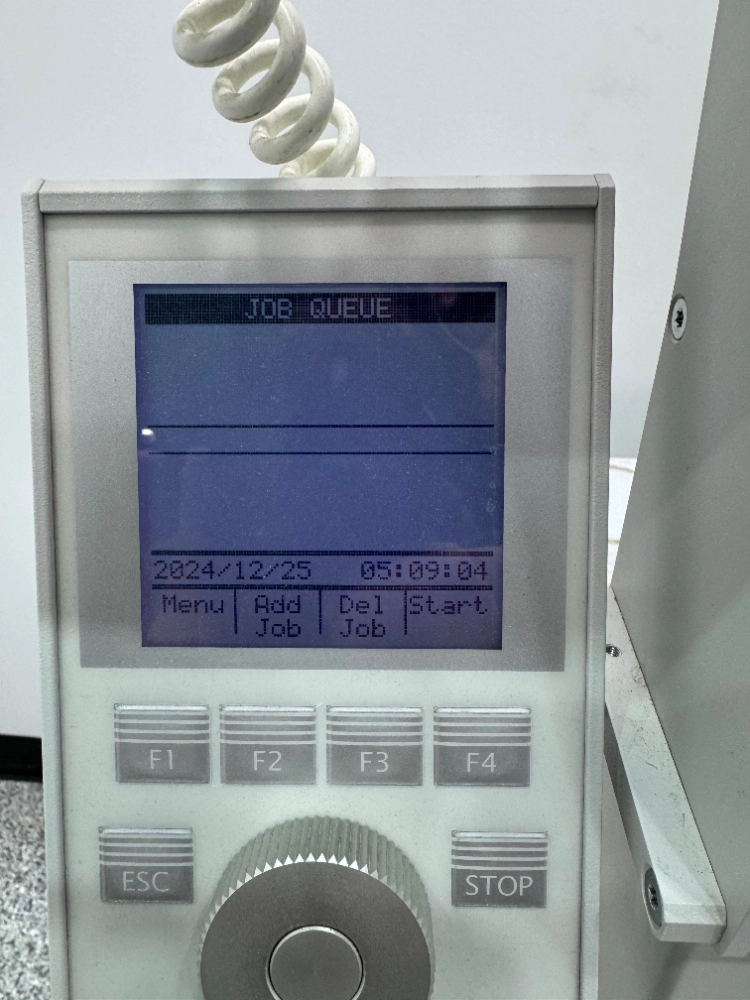 JOB QUEUE
2024/12/25 05:09:04
Menu Add Job Del Job Start
F1 F2 F3 F4
ESC STOP